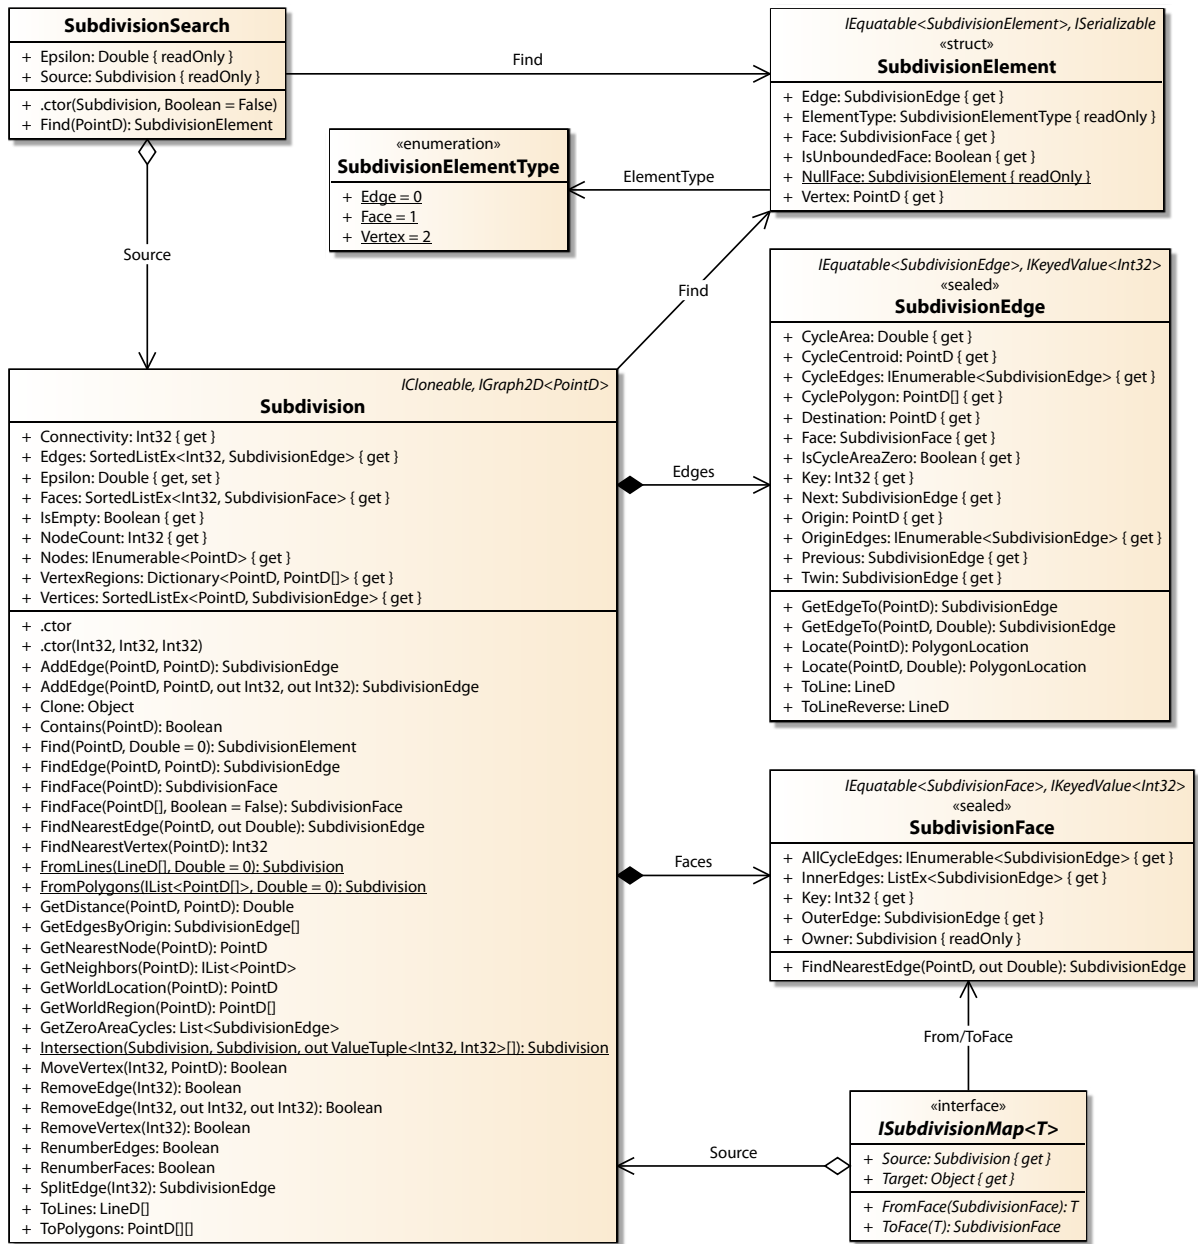 SubdivisionSearch
+ Epsilon: Double { readOnly }
+ Source: Subdivision { readOnly }
+ .ctor(Subdivision, Boolean = False)
+ Find(PointD): SubdivisionElement
Find
IEquatable<SubdivisionElement>, ISerializable
«struct»
SubdivisionElement
+ Edge: SubdivisionEdge { get }
+ ElementType: SubdivisionElementType { readOnly }
+ Face: SubdivisionFace { get }
+ IsUnboundedFace: Boolean { get }
+ NullFace: SubdivisionElement { readOnly }
+ Vertex: PointD { get }
«enumeration»
SubdivisionElementType
+ Edge = 0
+ Face = 1
+ Vertex = 2
ElementType
Source
Find
IEquatable<SubdivisionEdge>, IKeyedValue<Int32>
«sealed»
SubdivisionEdge
+ CycleArea: Double { get }
+ CycleCentroid: PointD { get }
+ CycleEdges: IEnumerable<SubdivisionEdge> { get }
+ CyclePolygon: PointD[] { get }
+ Destination: PointD { get }
+ Face: SubdivisionFace { get }
+ IsCycleAreaZero: Boolean { get }
+ Key: Int32 { get }
+ Next: SubdivisionEdge { get }
+ Origin: PointD { get }
+ OriginEdges: IEnumerable<SubdivisionEdge> { get }
+ Previous: SubdivisionEdge { get }
+ Twin: SubdivisionEdge { get }
+ GetEdgeTo(PointD): SubdivisionEdge
+ GetEdgeTo(PointD, Double): SubdivisionEdge
+ Locate(PointD): PolygonLocation
+ Locate(PointD, Double): PolygonLocation
+ ToLine: LineD
+ ToLineReverse: LineD
ICloneable, IGraph2D<PointD>
Subdivision
+ Connectivity: Int32 { get }
+ Edges: SortedListEx<Int32, SubdivisionEdge> { get }
+ Epsilon: Double { get, set }
+ Faces: SortedListEx<Int32, SubdivisionFace> { get }
+ IsEmpty: Boolean { get }
+ NodeCount: Int32 { get }
+ Nodes: IEnumerable<PointD> { get }
+ VertexRegions: Dictionary<PointD, PointD[]> { get }
+ Vertices: SortedListEx<PointD, SubdivisionEdge> { get }
+ .ctor
+ .ctor(Int32, Int32, Int32)
+ AddEdge(PointD, PointD): SubdivisionEdge
+ AddEdge(PointD, PointD, out Int32, out Int32): SubdivisionEdge
+ Clone: Object
+ Contains(PointD): Boolean
+ Find(PointD, Double = 0): SubdivisionElement
+ FindEdge(PointD, PointD): SubdivisionEdge
+ FindFace(PointD): SubdivisionFace
+ FindFace(PointD[], Boolean = False): SubdivisionFace
+ FindNearestEdge(PointD, out Double): SubdivisionEdge
+ FindNearestVertex(PointD): Int32
+ FromLines(LineD[], Double = 0): Subdivision
+ FromPolygons(IList<PointD[]>, Double = 0): Subdivision
+ GetDistance(PointD, PointD): Double
+ GetEdgesByOrigin: SubdivisionEdge[]
+ GetNearestNode(PointD): PointD
+ GetNeighbors(PointD): IList<PointD>
+ GetWorldLocation(PointD): PointD
+ GetWorldRegion(PointD): PointD[]
+ GetZeroAreaCycles: List<SubdivisionEdge>
+ Intersection(Subdivision, Subdivision, out ValueTuple<Int32, Int32>[]): Subdivision
+ MoveVertex(Int32, PointD): Boolean
+ RemoveEdge(Int32): Boolean
+ RemoveEdge(Int32, out Int32, out Int32): Boolean
+ RemoveVertex(Int32): Boolean
+ RenumberEdges: Boolean
+ RenumberFaces: Boolean
+ SplitEdge(Int32): SubdivisionEdge
+ ToLines: LineD[]
+ ToPolygons: PointD[][]
Edges
Faces
IEquatable<SubdivisionFace>, IKeyedValue<Int32>
«sealed»
SubdivisionFace
+ AllCycleEdges: IEnumerable<SubdivisionEdge> { get }
+ InnerEdges: ListEx<SubdivisionEdge> { get }
+ Key: Int32 { get }
+ OuterEdge: SubdivisionEdge { get }
+ Owner: Subdivision { readOnly }
+ FindNearestEdge(PointD, out Double): SubdivisionEdge
From/ToFace
«interface»
ISubdivisionMap<T>
+ Source: Subdivision { get }
+ Target: Object { get }
+ FromFace(SubdivisionFace): T
+ ToFace(T): SubdivisionFace
Source